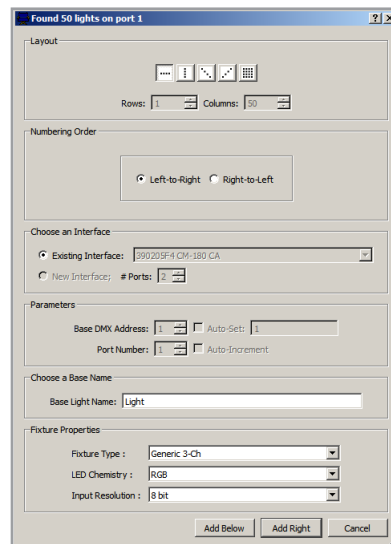 Found 50 lights on port 1
Layout
Rows: 1 Columns: 50
Numbering Order
Left-to-Right Right-to-Left
Choose an Interface
Existing Interface: 390205F4 CM-180 CA
New Interface; # Ports: 2
Parameters
Base DMX Address: 1 Auto-Set: 1
Port Number: 1 Auto-Increment
Choose a Base Name
Base Light Name: Light
Fixture Properties
Fixture Type : Generic 3-Ch
LED Chemistry : RGB
Input Resolution : 8 bit
Add Below Add Right Cancel